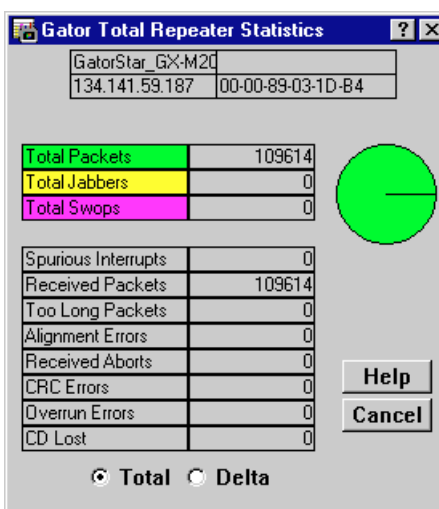 Gator Total Repeater Statistics ? X
GatorStar_GX-M20
134.141.59.187 00-00-89-03-1D-B4
Total Packets 109614
Total Jabbers 0
Total Swops 0
Spurious Interrupts 0
Received Packets 109614
Too Long Packets 0
Alignment Errors 0
Received Aborts 0
CRC Errors 0
Overrun Errors 0
CD Lost 0
Help
Cancel
Total Delta